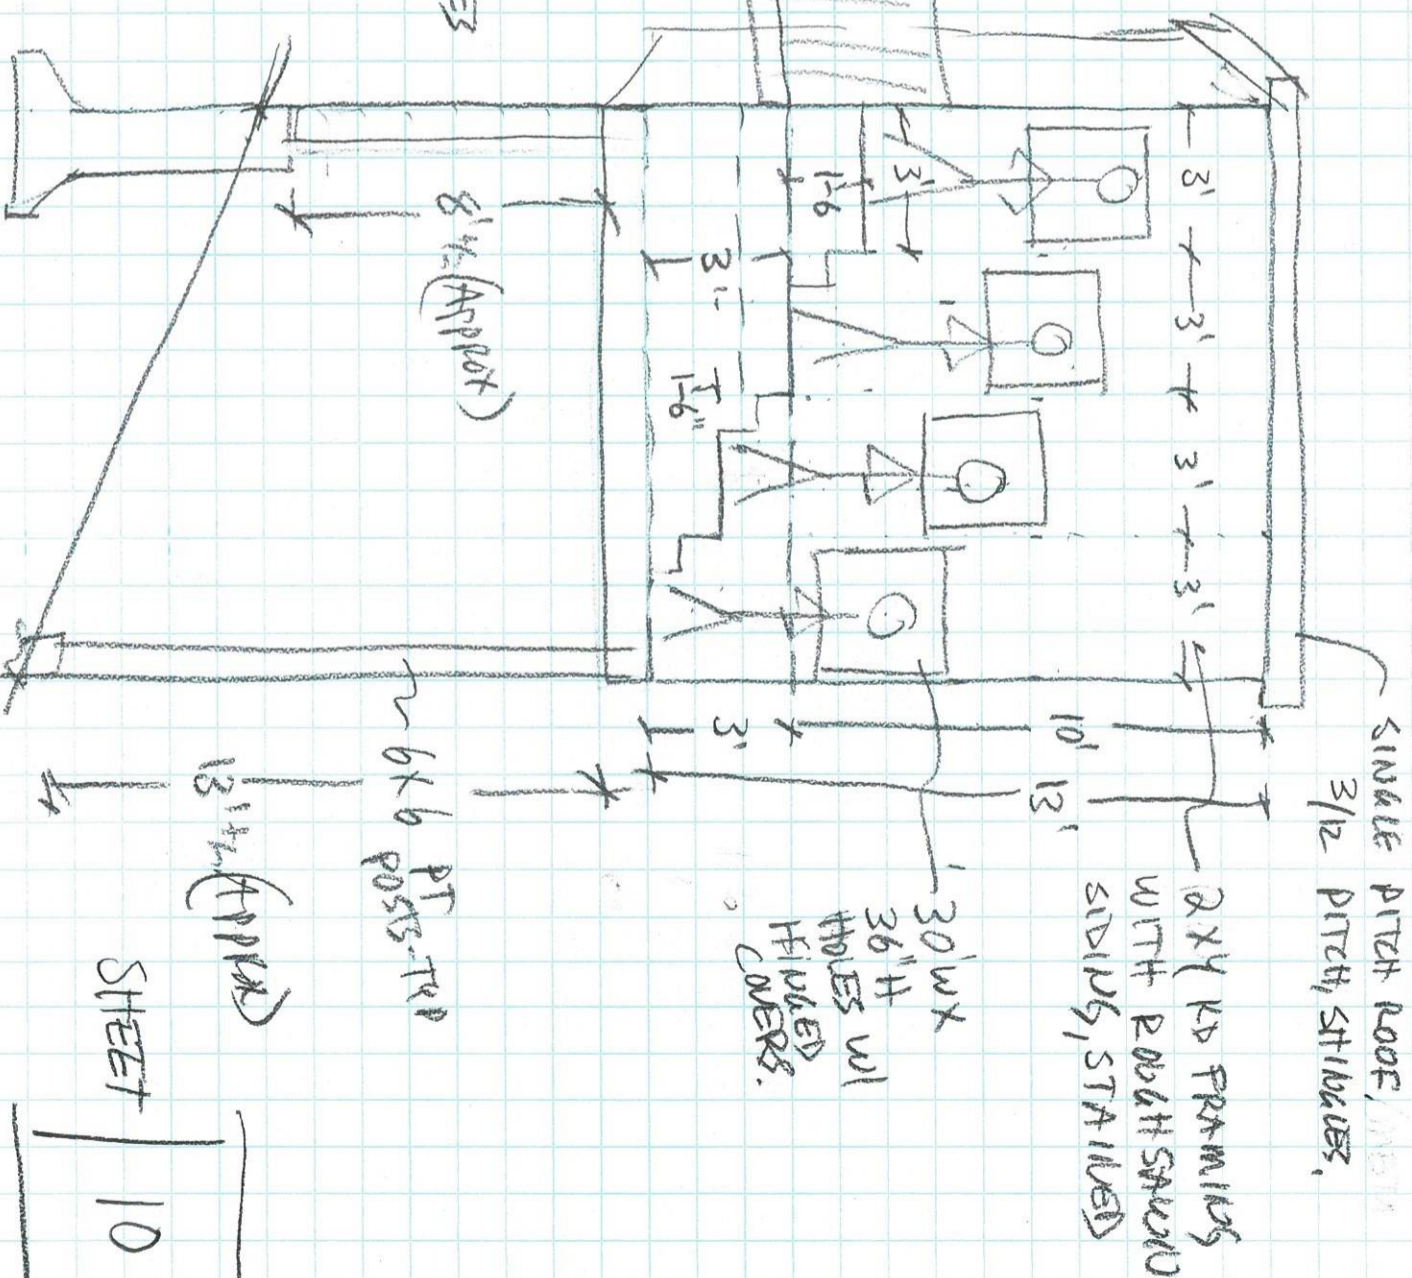 SINGLE PITCH ROOF,
3/12 PITCH, SHINGLES.
2X4 KD FRAMING
WITH ROUGH SAWN
SIDING, STAINED
3'
3'
3'
3'
10'
13'
3'
30"W X
36"H
HOLES W/
HINGED
COVERS.
3'
1-6
3'-
1-6"
8' +/- (APPROX)
6X6 PT
POSTS-TYP
13' +/- (APPROX)
SHEET
10